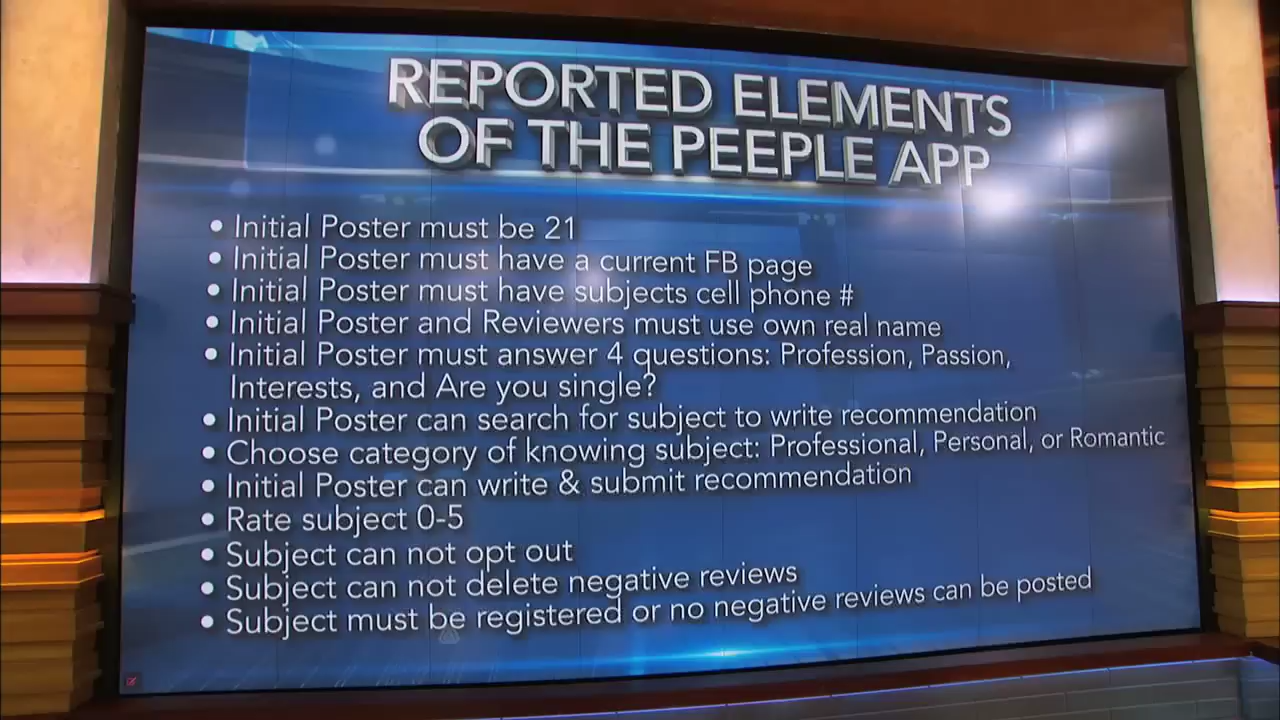 REPORTED ELEMENTS
OF THE PEEPLE APP
• Initial Poster must be 21
• Initial Poster must have a current FB page
• Initial Poster must have subjects cell phone #
• Initial Poster and Reviewers must use own real name
• Initial Poster must answer 4 questions: Profession, Passion,
Interests, and Are you single?
• Initial Poster can search for subject to write recommendation
• Choose category of knowing subject: Professional, Personal, or Romantic
• Initial Poster can write & submit recommendation
• Rate subject 0-5
• Subject can not opt out
• Subject can not delete negative reviews
• Subject must be registered or no negative reviews can be posted